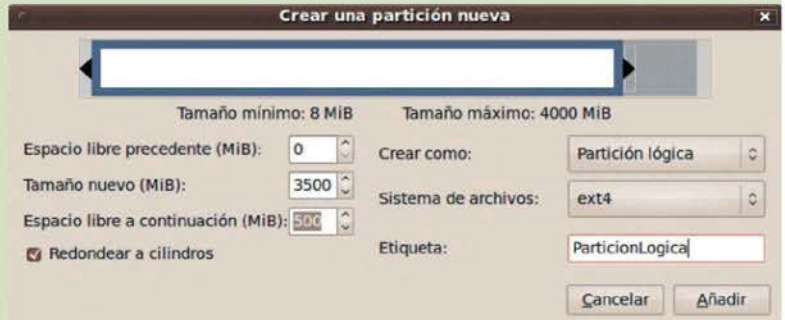 Crear una partición nueva
Tamaño mínimo: 8 MiB Tamaño máximo: 4000 MiB
Espacio libre precedente (MiB): 0
Tamaño nuevo (MiB): 3500
Espacio libre a continuación (MiB): 500
Redondear a cilindros
Crear como: Partición lógica
Sistema de archivos: ext4
Etiqueta: ParticionLogica
Cancelar Añadir